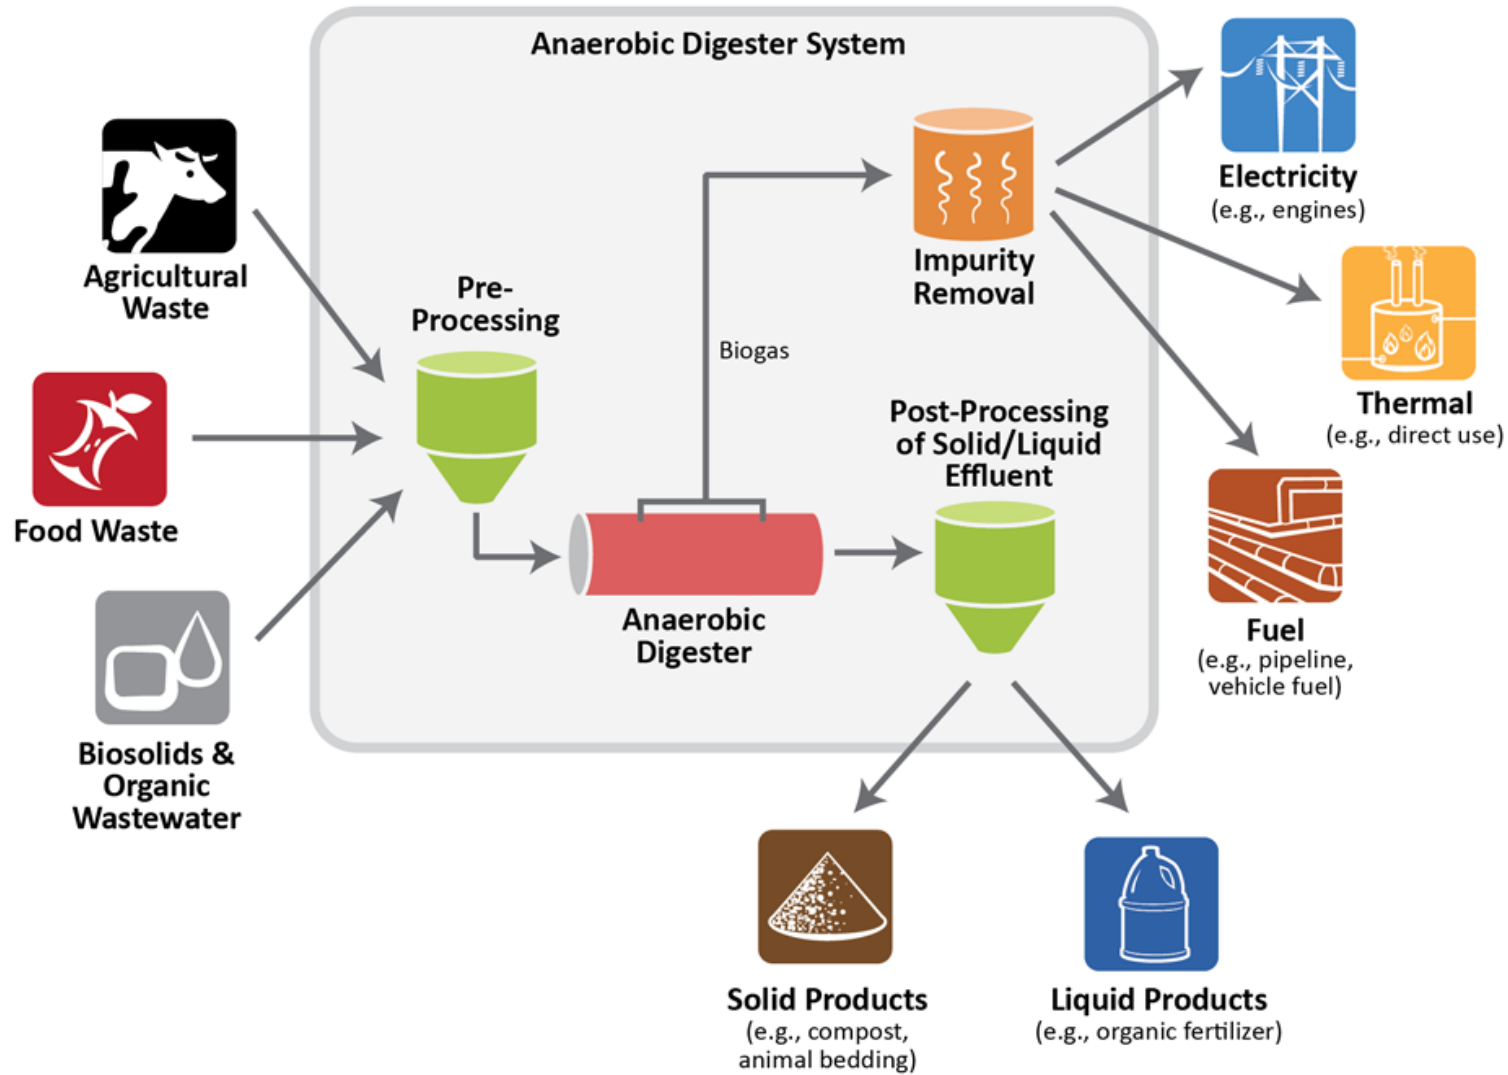 Anaerobic Digester System
Agricultural
Waste
Food Waste
Biosolids &
Organic
Wastewater
Pre-
Processing
Anaerobic
Digester
Biogas
Impurity
Removal
Post-Processing
of Solid/Liquid
Effluent
Electricity
(e.g., engines)
Thermal
(e.g., direct use)
Fuel
(e.g., pipeline,
vehicle fuel)
Solid Products
(e.g., compost,
animal bedding)
Liquid Products
(e.g., organic fertilizer)